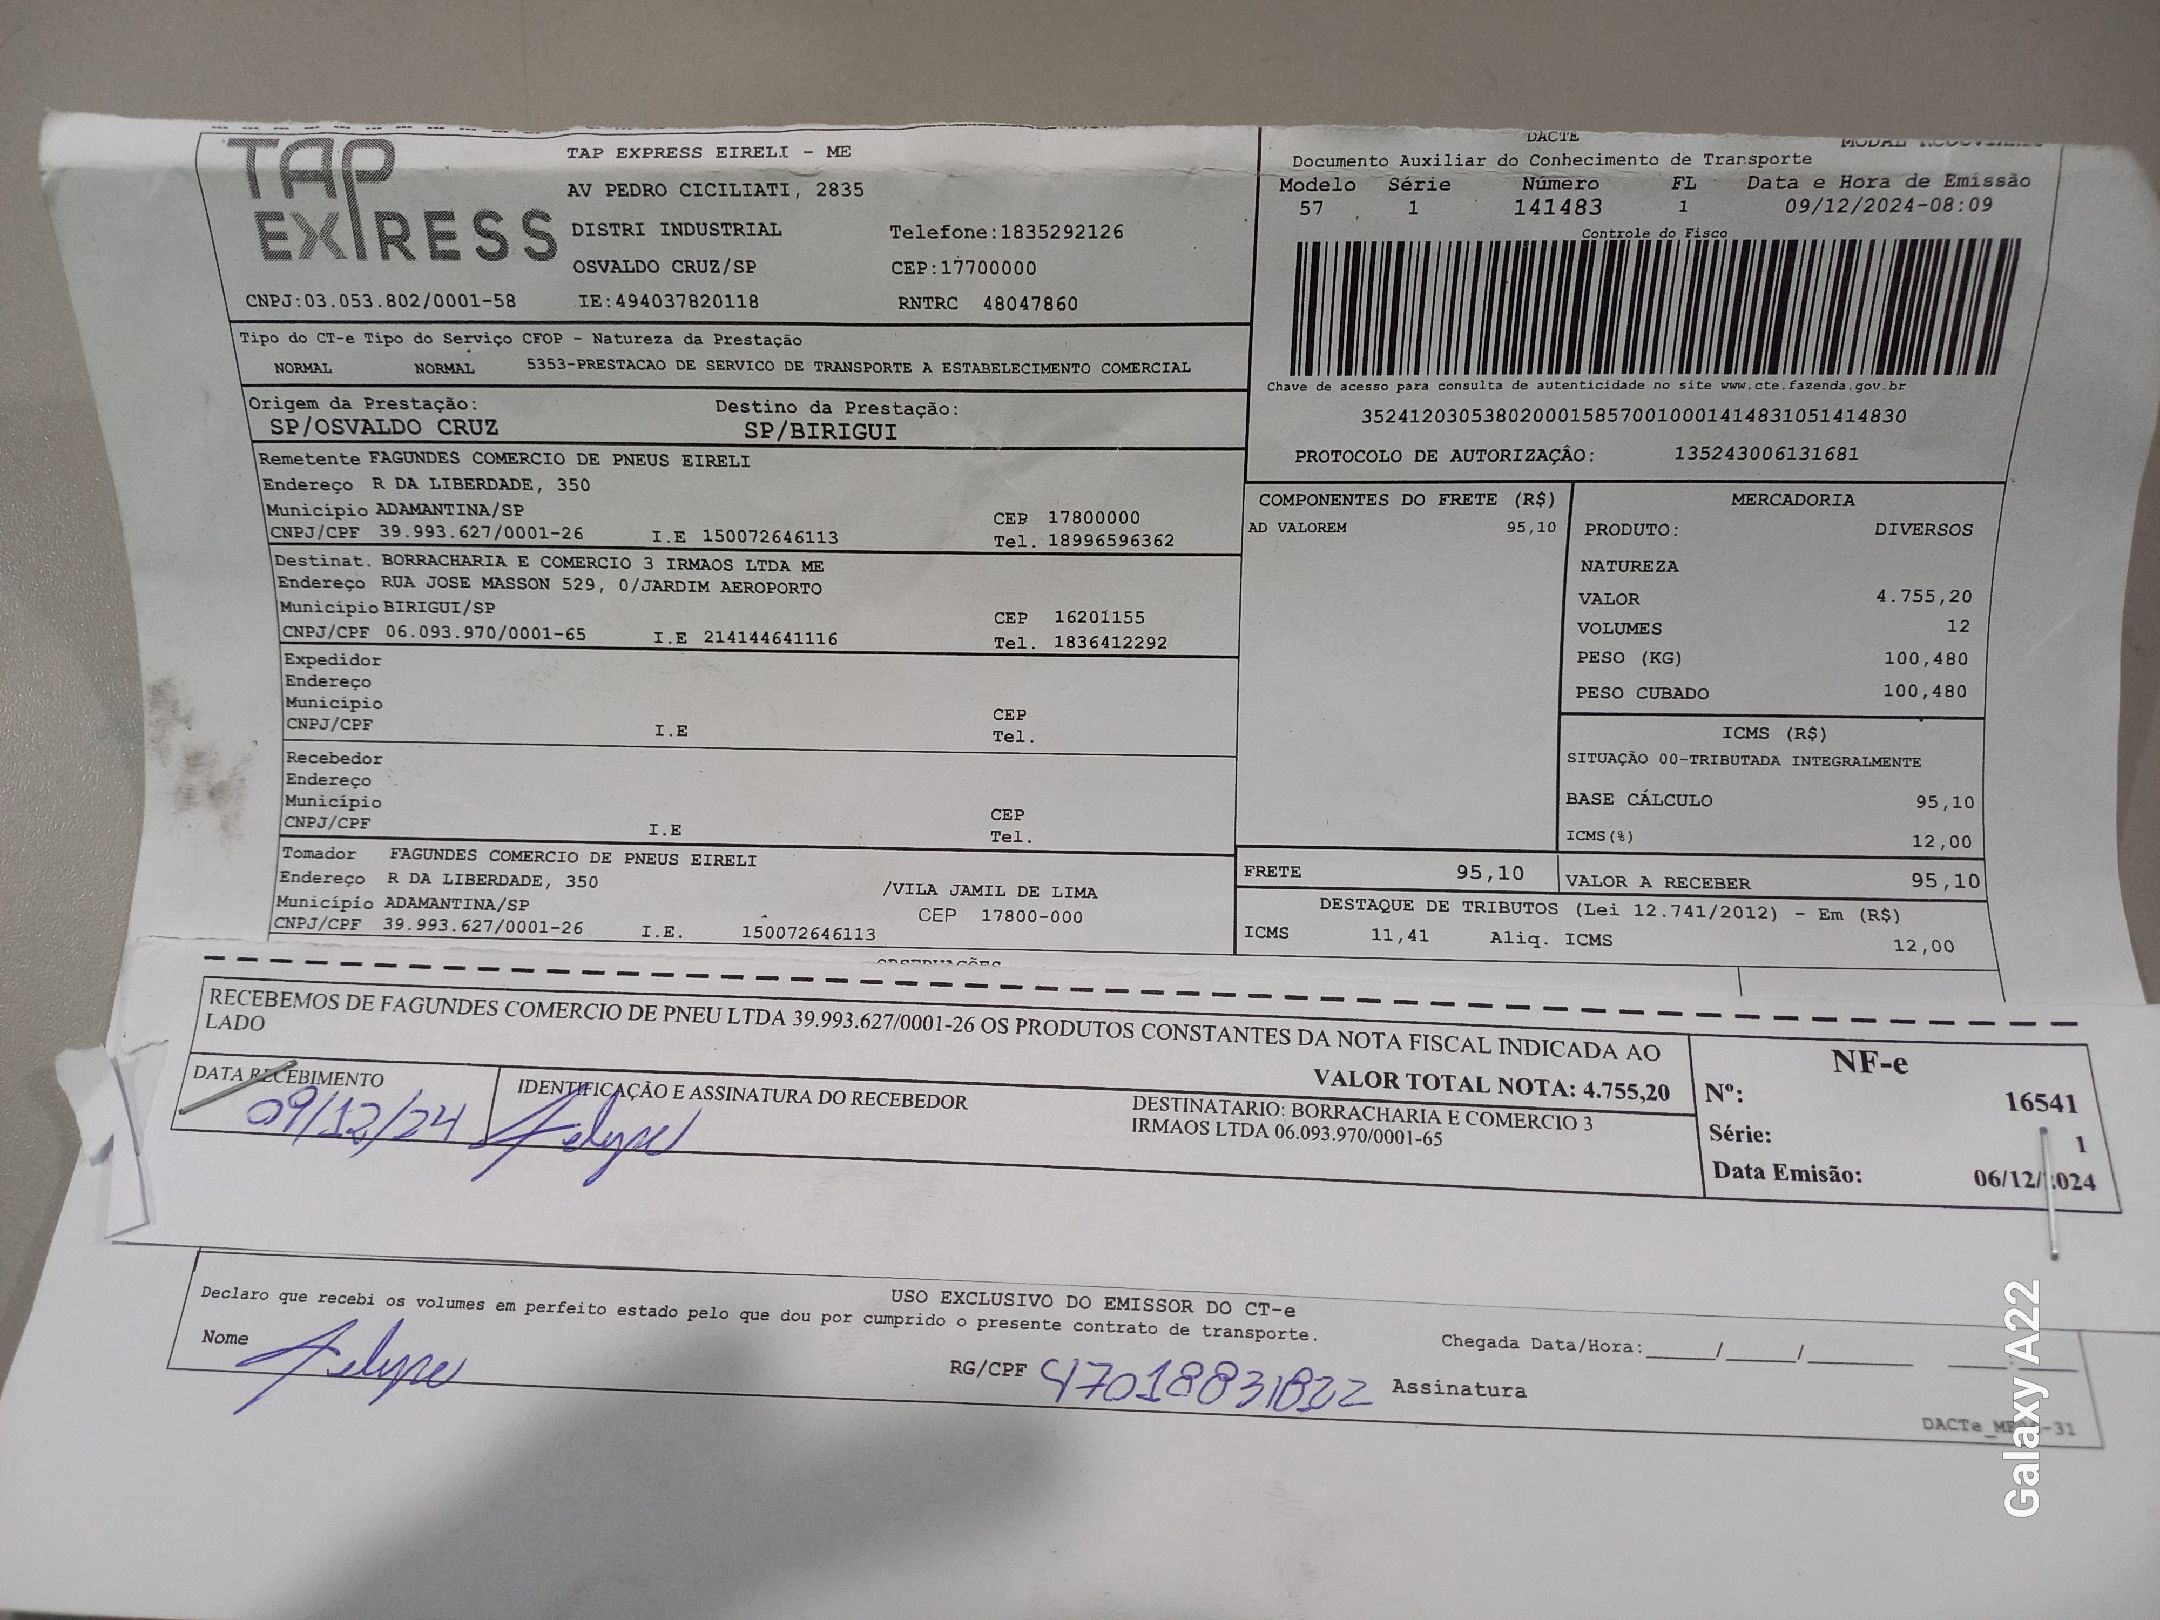 TAP EXPRESS
TAP EXPRESS EIRELI - ME
AV PEDRO CICILIATI, 2835
DISTRI INDUSTRIAL Telefone:1835292126
OSVALDO CRUZ/SP CEP:17700000
CNPJ:03.053.802/0001-58 IE:494037820118 RNTRC 48047860
DACTE
Documento Auxiliar do Conhecimento de Transporte
Modelo Série Número FL Data e Hora de Emissão
57 1 141483 1 09/12/2024-08:09
Controle do Fisco
Chave de acesso para consulta de autenticidade no site www.cte.fazenda.gov.br
35241203053802000158570010001414831051414830
PROTOCOLO DE AUTORIZAÇÂO: 135243006131681
Tipo do CT-e Tipo do Serviço CFOP - Natureza da Prestação
NORMAL NORMAL 5353-PRESTACAO DE SERVICO DE TRANSPORTE A ESTABELECIMENTO COMERCIAL
Origem da Prestação: Destino da Prestação:
SP/OSVALDO CRUZ SP/BIRIGUI
Remetente FAGUNDES COMERCIO DE PNEUS EIRELI
Endereço R DA LIBERDADE, 350
Município ADAMANTINA/SP CEP 17800000
CNPJ/CPF 39.993.627/0001-26 I.E 150072646113 Tel. 18996596362
Destinat. BORRACHARIA E COMERCIO 3 IRMAOS LTDA ME
Endereço RUA JOSE MASSON 529, 0/JARDIM AEROPORTO
Município BIRIGUI/SP CEP 16201155
CNPJ/CPF 06.093.970/0001-65 I.E 214144641116 Tel. 1836412292
Expedidor
Endereço
Município CEP
CNPJ/CPF I.E Tel.
Recebedor
Endereço
Município CEP
CNPJ/CPF I.E Tel.
Tomador FAGUNDES COMERCIO DE PNEUS EIRELI
Endereço R DA LIBERDADE, 350 /VILA JAMIL DE LIMA
Município ADAMANTINA/SP CEP 17800-000
CNPJ/CPF 39.993.627/0001-26 I.E. 150072646113
COMPONENTES DO FRETE (R$)
AD VALOREM 95,10
MERCADORIA
PRODUTO: DIVERSOS
NATUREZA
VALOR 4.755,20
VOLUMES 12
PESO (KG) 100,480
PESO CUBADO 100,480
ICMS (R$)
SITUAÇÃO 00-TRIBUTADA INTEGRALMENTE
BASE CÁLCULO 95,10
ICMS(%) 12,00
FRETE 95,10 VALOR A RECEBER 95,10
DESTAQUE DE TRIBUTOS (Lei 12.741/2012) - Em (R$)
ICMS 11,41 Aliq. ICMS 12,00
RECEBEMOS DE FAGUNDES COMERCIO DE PNEU LTDA 39.993.627/0001-26 OS PRODUTOS CONSTANTES DA NOTA FISCAL INDICADA AO
LADO
VALOR TOTAL NOTA: 4.755,20
DATA RECEBIMENTO IDENTIFICAÇÃO E ASSINATURA DO RECEBEDOR
09/12/24 Felype
DESTINATARIO: BORRACHARIA E COMERCIO 3
IRMAOS LTDA 06.093.970/0001-65
NF-e
Nº: 16541
Série: 1
Data Emisão: 06/12/2024
USO EXCLUSIVO DO EMISSOR DO CT-e
Declaro que recebi os volumes em perfeito estado pelo que dou por cumprido o presente contrato de transporte.
Nome Felype RG/CPF 47018831822 Assinatura
Chegada Data/Hora:_____/_____/________
Galaxy A22